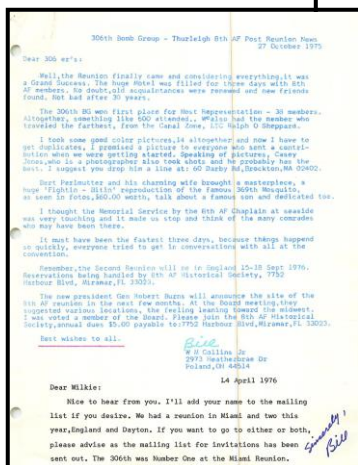 306th Bomb Group - Thurleigh 8th AF Post Reunion News
27 October 1975
Dear 306 er's:
Well,the Reunion finally came and considering everything,it was
a Grand Success. The huge Motel was filled for three days with 8th
AF members. No doubt,old acquaintances were renewed and friends
found. Not bad after 30 years.
The 306th BG won first place for Most Representation - 38 members.
Altogether, something like 600 attended,. We also had the member who
traveled the farthest, from the Canal Zone, LTG Ralph O Sheppard.
I took some good color pictures,14 altogether and now I have to
get duplicates, I promised a picture to everyone who sent a contri-
bution when we were getting started. Speaking of pictures, Casey
Jones,who is a photographer also took shots and he probably has the
best. I suggest you drop him a line at: 60 Darby Rd,Brockton,MA 02402.
Bert Perlmutter and his charming wife brought a masterpiece, a
huge 'Fightin - Bitin' reproduction of the famous 369th Mosquito,
as seen in fotos,$60.00 worth, talk about a famous son and dedicated too.
I thought the Memorial Service by the 8th AF Chaplain at seaside
was very touching and it made us stop and think of the many comrades
who may have been there.
It must have been the fastest three days, because things happened
so quickly, everyone tried to get in conversations with all at the
convention.
Remember,the Second Reunion will be in England 15-18 Sept 1976.
Reservations being handled by 8th AF Historical Society, 7752
Harbour Blvd, Miramar,FL 33023.
The new president Gen Robert Burns will announce the site of the
8th AF reunion in the next few months. At the Board meeting,they
suggested various locations, the feeling leaning toward the midwest.
I was voted a member of the Board. Please join the 8th AF Historical
Society,annual dues $5.00 payable to:7752 Harbour Blvd,Miramar,FL 33023.
Best wishes to all.
Bill
W M Collins Jr
2973 Heatherbrae Dr
Poland,OH 44514
14 April 1976
Dear Wilkie:
Nice to hear from you. I'll add your name to the mailing
list if you desire. We had a reunion in Miami and two this
year,England and Dayton. If you want to go to either or both,
please advise as the mailing list for invitations has been
sent out. The 306th was Number One at the Miami Reunion.
Sincerely,
Bill